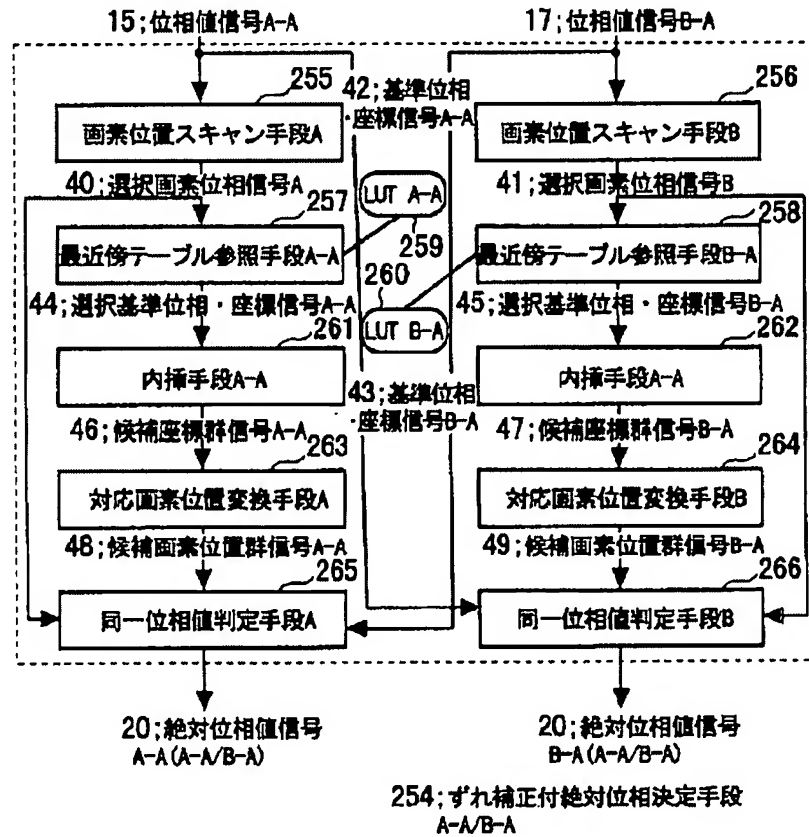 15;位相値信号A-A
17;位相値信号B-A
255
42;基準位相
・座標信号A-A
256
画素位置スキャン手段A
画素位置スキャン手段B
40;選択画素位相信号A
41;選択画素位相信号B
257
LUT A-A
258
最近傍テーブル参照手段A-A
259
最近傍テーブル参照手段B-A
260
44;選択基準位相・座標信号A-A
45;選択基準位相・座標信号B-A
261
LUT B-A
262
内挿手段A-A
内挿手段A-A
43;基準位相
・座標信号B-A
46;候補座標群信号A-A
47;候補座標群信号B-A
263
264
対応画素位置変換手段A
対応画素位置変換手段B
48;候補画素位置群信号A-A
49;候補画素位置群信号B-A
265
266
同一位相値判定手段A
同一位相値判定手段B
20;絶対位相値信号
A-A(A-A/B-A)
20;絶対位相値信号
B-A(A-A/B-A)
254;ずれ補正付絶対位相決定手段
A-A/B-A